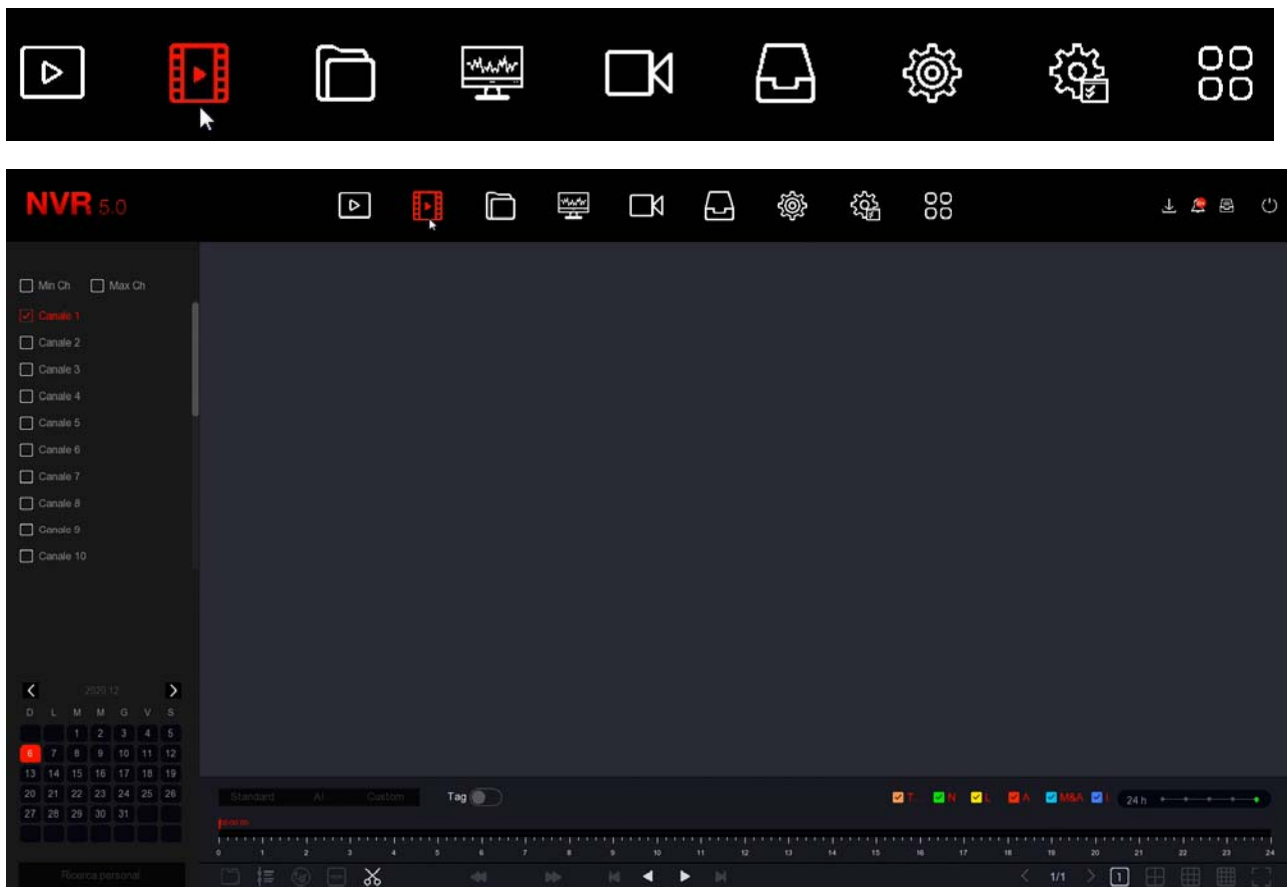 NVR 5.0
Min Ch Max Ch
Canale 1
Canale 2
Canale 3
Canale 4
Canale 5
Canale 6
Canale 7
Canale 8
Canale 9
Canale 10
2020.12
D L M M G V S
1 2 3 4 5
6 7 8 9 10 11 12
13 14 15 16 17 18 19
20 21 22 23 24 25 26
27 28 29 30 31
Ricerca personal
Standard AI Custom Tag T. N L A M&A I 24 h
00:00:00
0 1 2 3 4 5 6 7 8 9 10 11 12 13 14 15 16 17 18 19 20 21 22 23 24
1/1 1